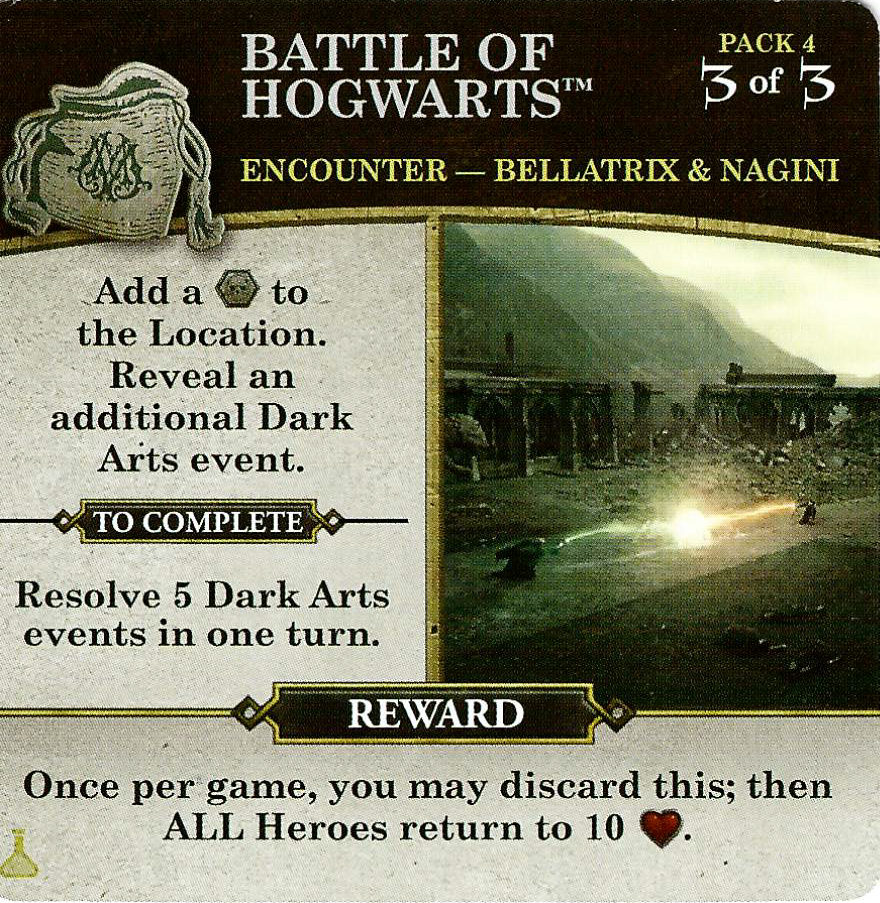 BATTLE OF
HOGWARTS™
PACK 4
3 of 3
ENCOUNTER — BELLATRIX & NAGINI
Add a to
the Location.
Reveal an
additional Dark
Arts event.
TO COMPLETE
Resolve 5 Dark Arts
events in one turn.
REWARD
Once per game, you may discard this; then
ALL Heroes return to 10 .